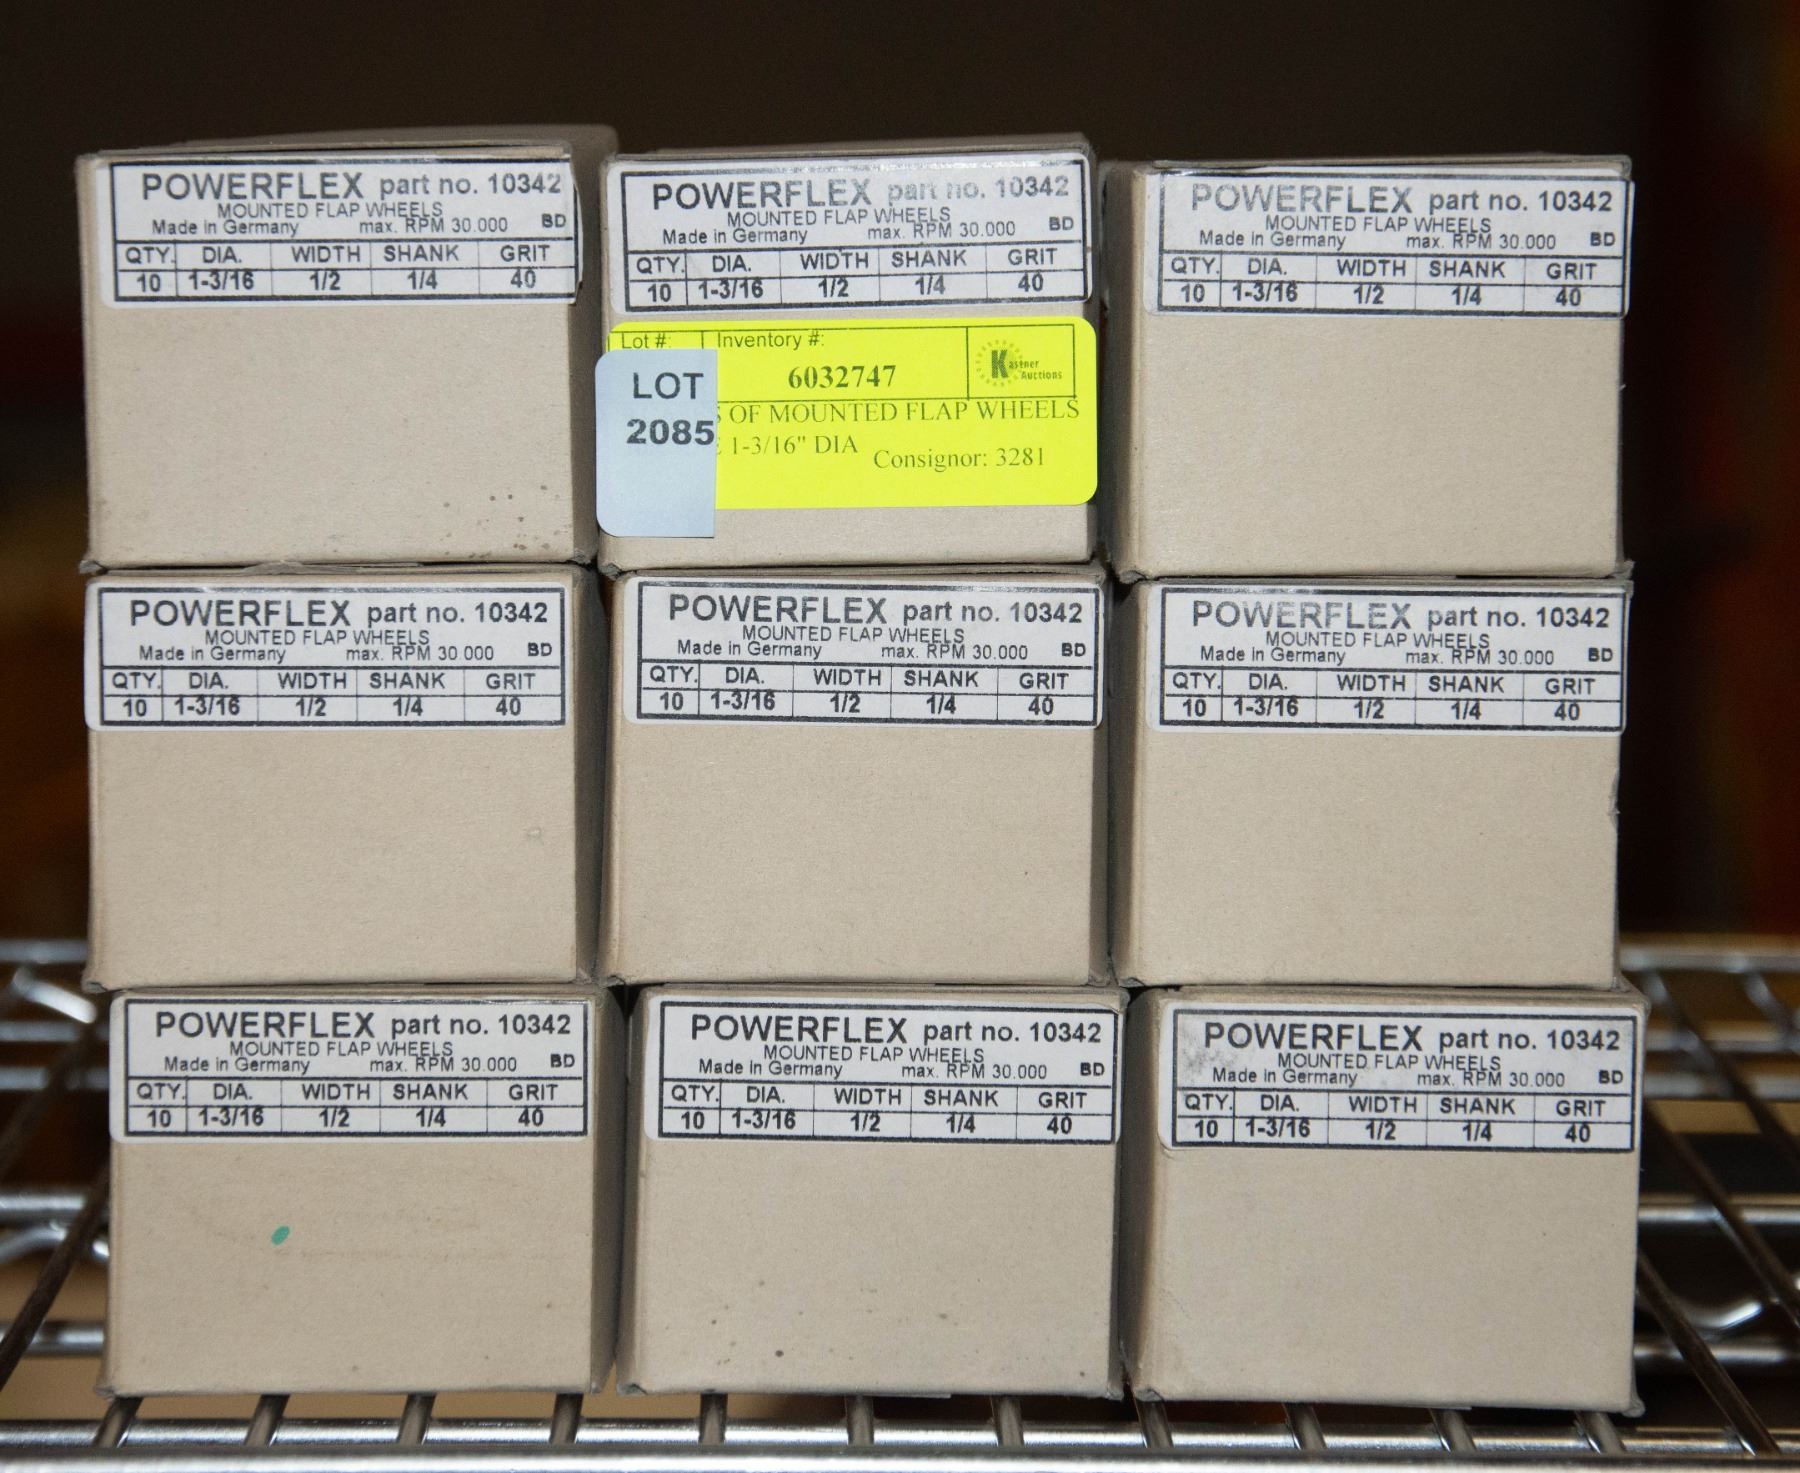 POWERFLEX part no. 10342
MOUNTED FLAP WHEELS
Made in Germany max. RPM 30.000 BD
QTY. DIA. WIDTH SHANK GRIT
10 1-3/16 1/2 1/4 40
POWERFLEX part no. 10342
MOUNTED FLAP WHEELS
Made in Germany max. RPM 30.000 BD
QTY. DIA. WIDTH SHANK GRIT
10 1-3/16 1/2 1/4 40
Lot #: Inventory #:
6032747
Kastner
Auctions
LOT
2085
OF MOUNTED FLAP WHEELS
1-3/16" DIA
Consignor: 3281
POWERFLEX part no. 10342
MOUNTED FLAP WHEELS
Made in Germany max. RPM 30.000 BD
QTY. DIA. WIDTH SHANK GRIT
10 1-3/16 1/2 1/4 40
POWERFLEX part no. 10342
MOUNTED FLAP WHEELS
Made in Germany max. RPM 30 000 BD
QTY. DIA. WIDTH SHANK GRIT
10 1-3/16 1/2 1/4 40
POWERFLEX part no. 10342
MOUNTED FLAP WHEELS
Made in Germany max. RPM 30.000 BD
QTY. DIA. WIDTH SHANK GRIT
10 1-3/16 1/2 1/4 40
POWERFLEX part no. 10342
MOUNTED FLAP WHEELS
Made in Germany max. RPM 30 000 BD
QTY. DIA. WIDTH SHANK GRIT
10 1-3/16 1/2 1/4 40
POWERFLEX part no. 10342
MOUNTED FLAP WHEELS
Made in Germany max. RPM 30.000 BD
QTY. DIA. WIDTH SHANK GRIT
10 1-3/16 1/2 1/4 40
POWERFLEX part no. 10342
MOUNTED FLAP WHEELS
Made in Germany max. RPM 30.000 BD
QTY. DIA. WIDTH SHANK GRIT
10 1-3/16 1/2 1/4 40
POWERFLEX part no. 10342
MOUNTED FLAP WHEELS
Made in Germany max. RPM 30.000 BD
QTY. DIA. WIDTH SHANK GRIT
10 1-3/16 1/2 1/4 40